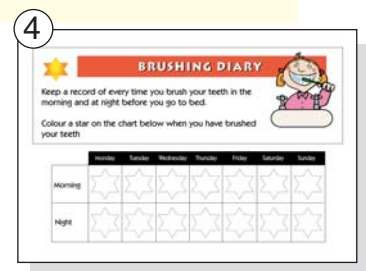 4
BRUSHING DIARY
Keep a record of every time you brush your teeth in the
morning and at night before you go to bed.
Colour a star on the chart below when you have brushed
your teeth
Monday Tuesday Wednesday Thursday Friday Saturday Sunday
Morning
Night